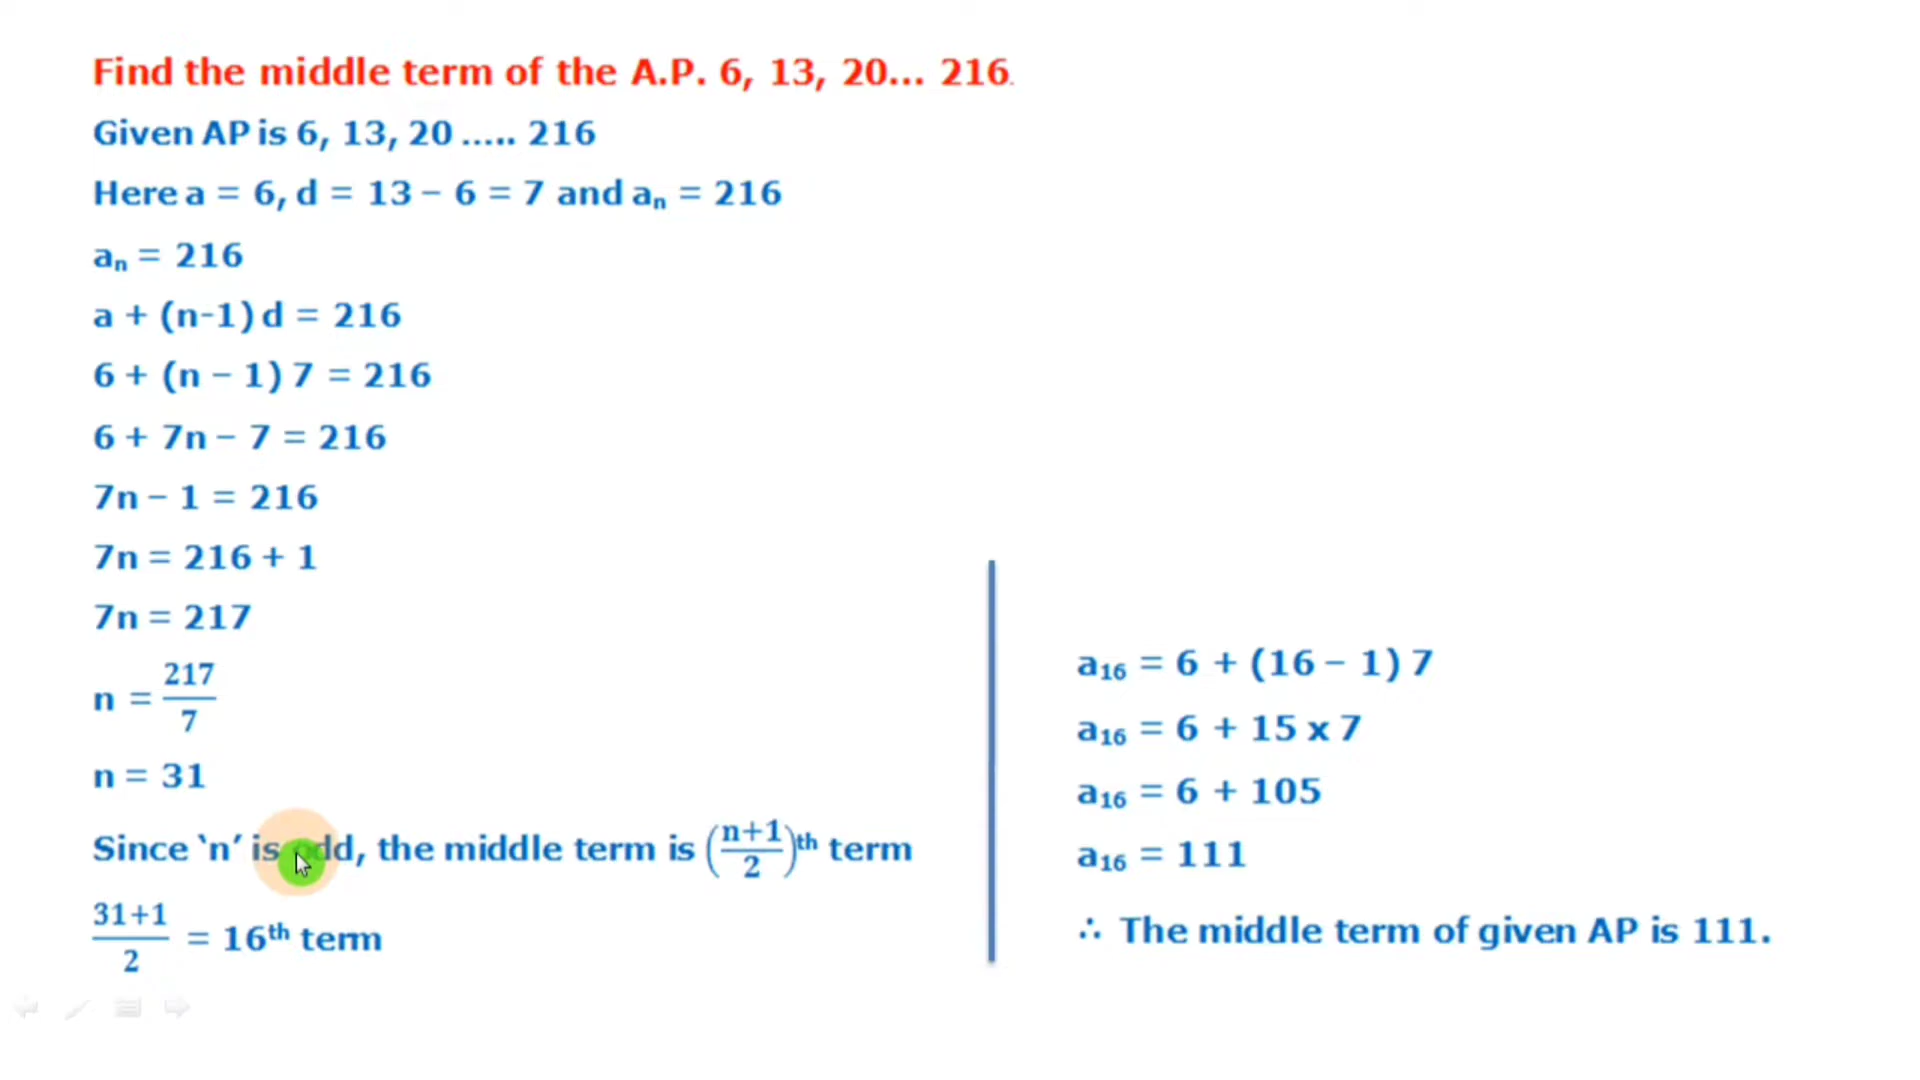 Find the middle term of the A.P. 6, 13, 20... 216.
Given AP is 6, 13, 20 ..... 216
Here a = 6, d = 13 – 6 = 7 and aₙ = 216
aₙ = 216
a + (n-1) d = 216
6 + (n – 1) 7 = 216
6 + 7n – 7 = 216
7n – 1 = 216
7n = 216 + 1
7n = 217
n = 217/7
n = 31
Since ‘n’ is odd, the middle term is ((n+1)/2)ᵗʰ term
(31+1)/2 = 16ᵗʰ term
a₁₆ = 6 + (16 – 1) 7
a₁₆ = 6 + 15 x 7
a₁₆ = 6 + 105
a₁₆ = 111
∴ The middle term of given AP is 111.